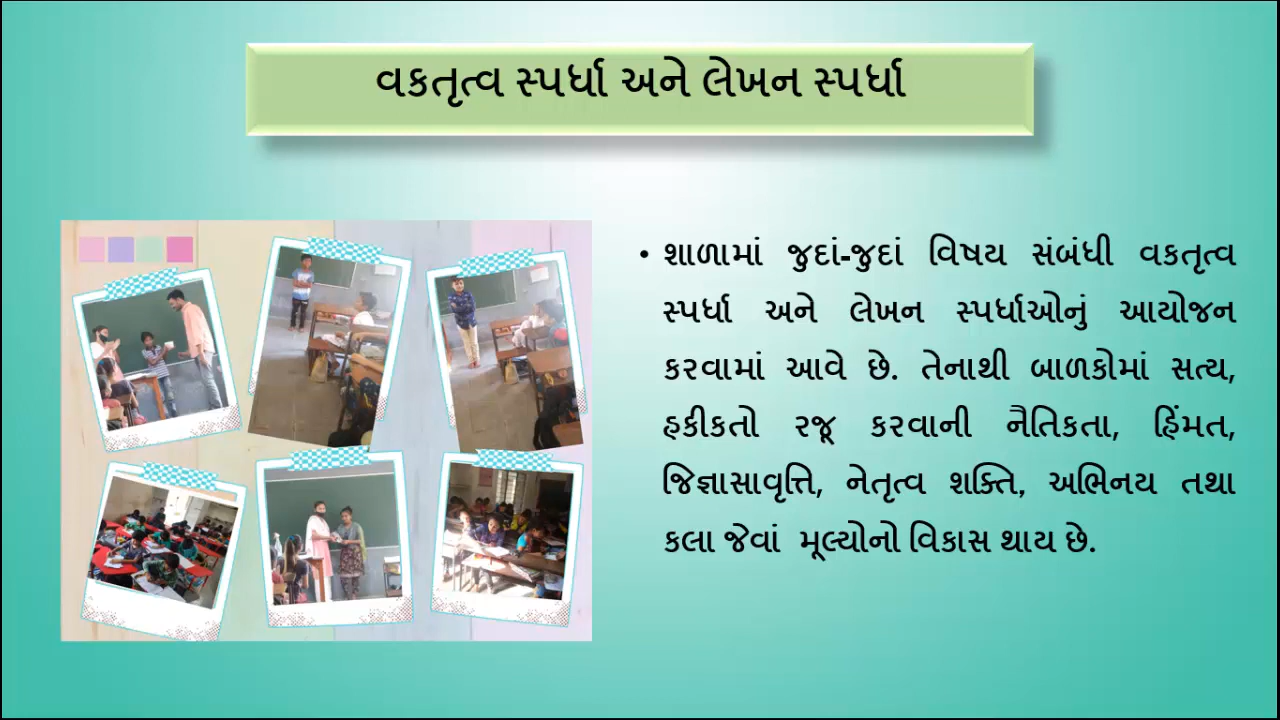 વકતૃત્વ સ્પર્ધા અને લેખન સ્પર્ધા
• શાળામાં જુદાં-જુદાં વિષય સંબંધી વકતૃત્વ
સ્પર્ધા અને લેખન સ્પર્ધાઓનું આયોજન
કરવામાં આવે છે. તેનાથી બાળકોમાં સત્ય,
હકીકતો રજૂ કરવાની નૈતિકતા, હિંમત,
જિજ્ઞાસાવૃત્તિ, નેતૃત્વ શક્તિ, અભિનય તથા
કલા જેવાં મૂલ્યોનો વિકાસ થાય છે.